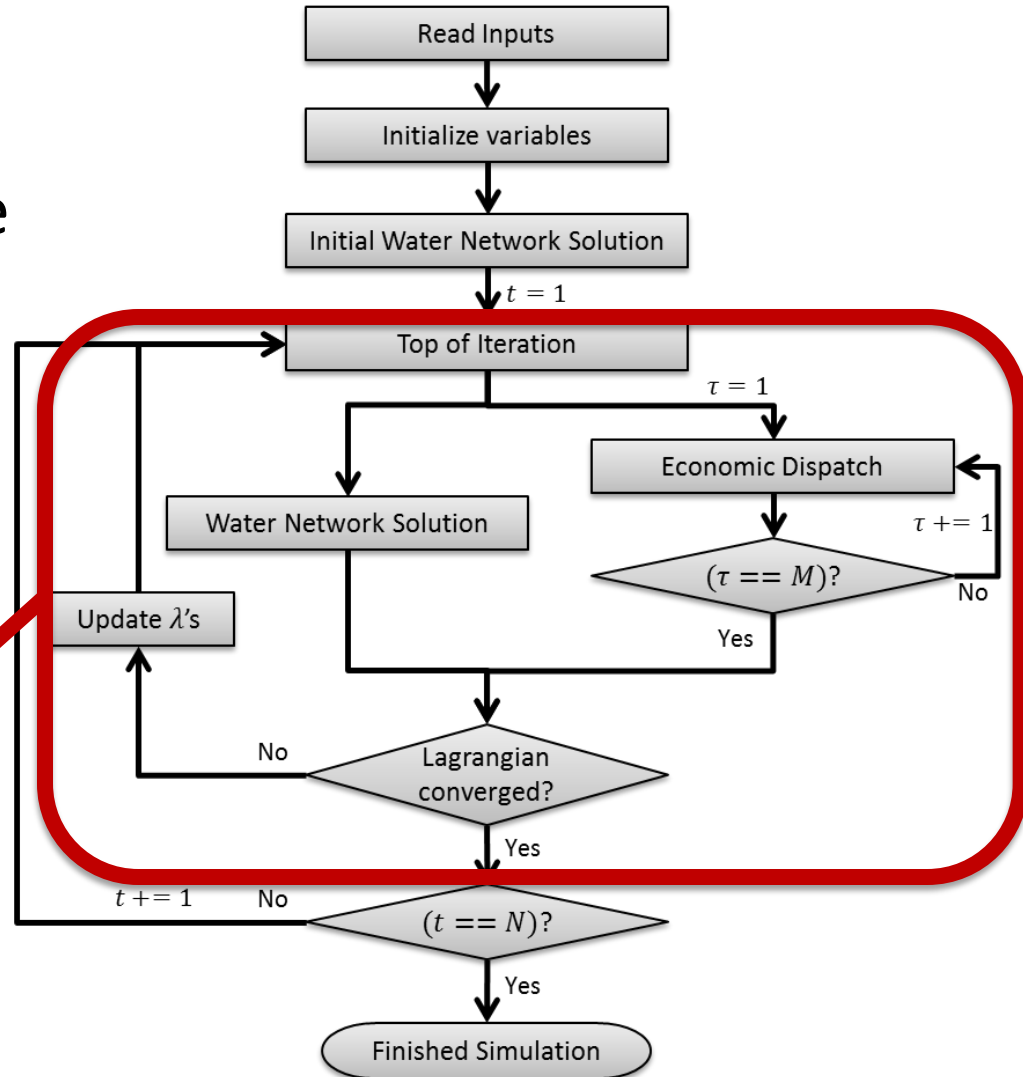 Read Inputs
Initialize variables
e
Initial Water Network Solution
t = 1
Top of Iteration
τ = 1
Economic Dispatch
Water Network Solution
τ += 1
(τ == M)?
No
Update λ's
Yes
No
Lagrangian
converged?
Yes
t += 1
No
(t == N)?
Yes
Finished Simulation